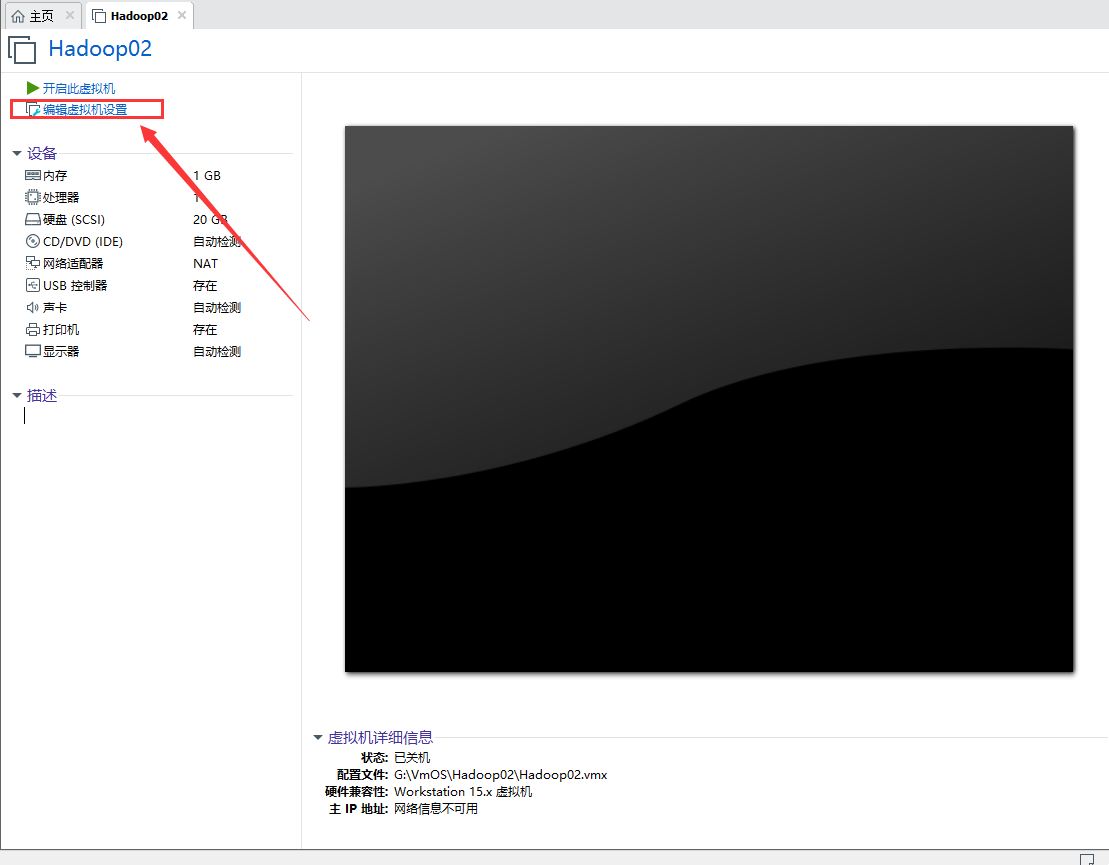 主页
Hadoop02
Hadoop02
开启此虚拟机
编辑虚拟机设置
设备
内存 1 GB
处理器 1
硬盘 (SCSI) 20 GB
CD/DVD (IDE) 自动检测
网络适配器 NAT
USB 控制器 存在
声卡 自动检测
打印机 存在
显示器 自动检测
描述
虚拟机详细信息
状态: 已关机
配置文件: G:\VmOS\Hadoop02\Hadoop02.vmx
硬件兼容性: Workstation 15.x 虚拟机
主 IP 地址: 网络信息不可用